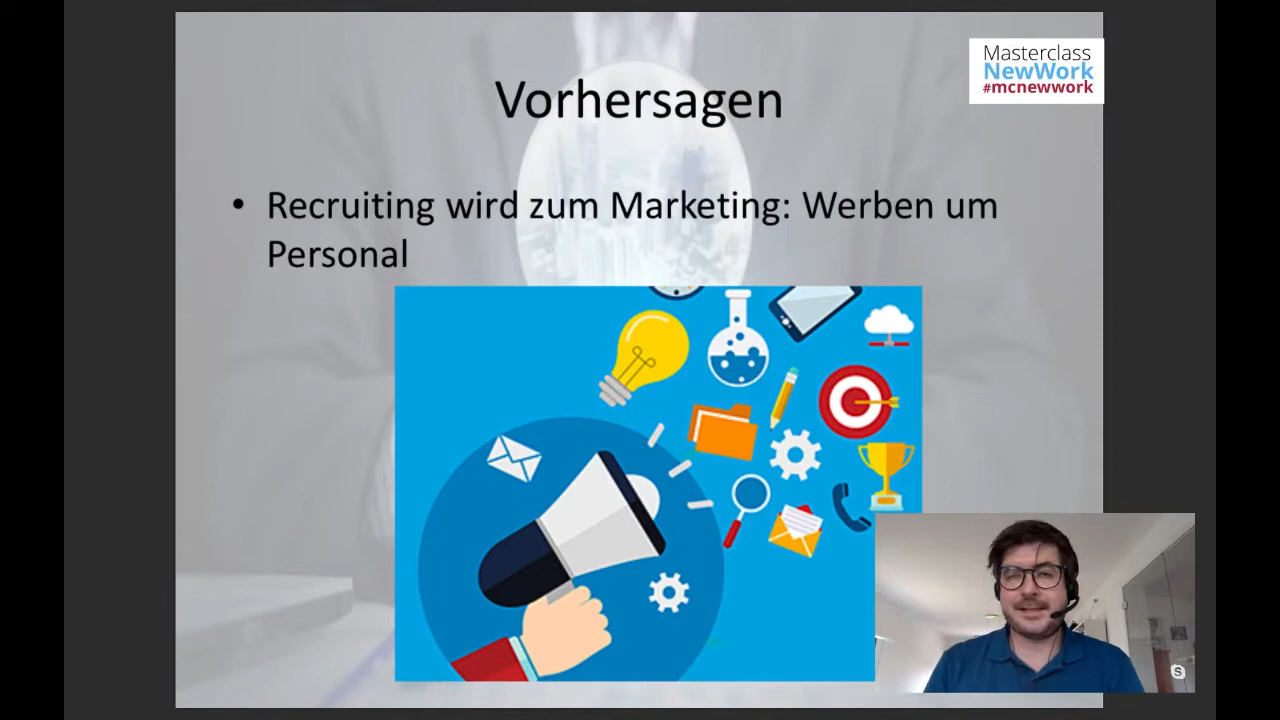 Masterclass
NewWork
#mcnewwork
Vorhersagen
• Recruiting wird zum Marketing: Werben um
Personal